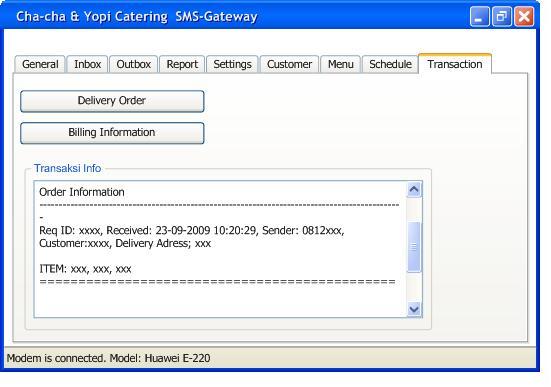 Cha-cha & Yopi Catering SMS-Gateway
General Inbox Outbox Report Settings Customer Menu Schedule Transaction
Delivery Order
Billing Information
Transaksi Info
Order Information
--------------------------------------------------------------------------------------------
-
Req ID: xxxx, Received: 23-09-2009 10:20:29, Sender: 0812xxx,
Customer:xxxx, Delivery Adress; xxx
ITEM: xxx, xxx, xxx
==============================================
Modem is connected. Model: Huawei E-220